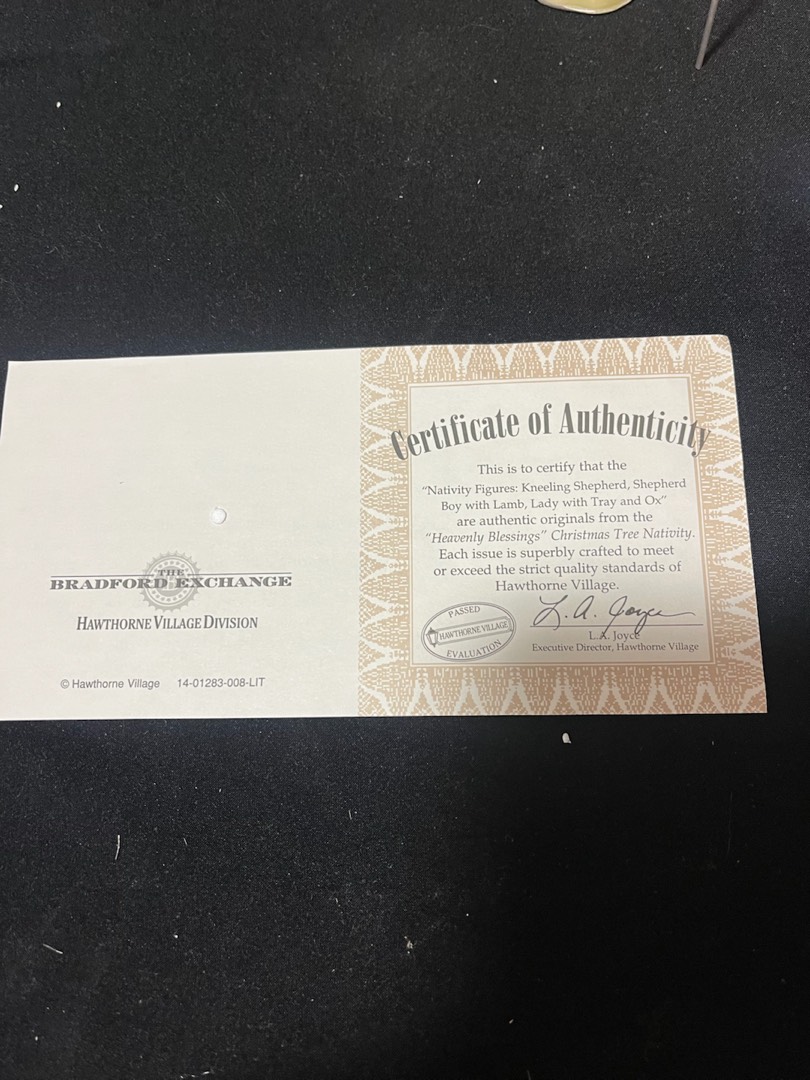 THE
BRADFORD EXCHANGE
HAWTHORNE VILLAGE DIVISION
© Hawthorne Village 14-01283-008-LIT
Certificate of Authenticity
This is to certify that the
"Nativity Figures: Kneeling Shepherd, Shepherd
Boy with Lamb, Lady with Tray and Ox"
are authentic originals from the
"Heavenly Blessings" Christmas Tree Nativity.
Each issue is superbly crafted to meet
or exceed the strict quality standards of
Hawthorne Village.
PASSED
HAWTHORNE VILLAGE
EVALUATION
L. A. Joyce
L.A. Joyce
Executive Director, Hawthorne Village